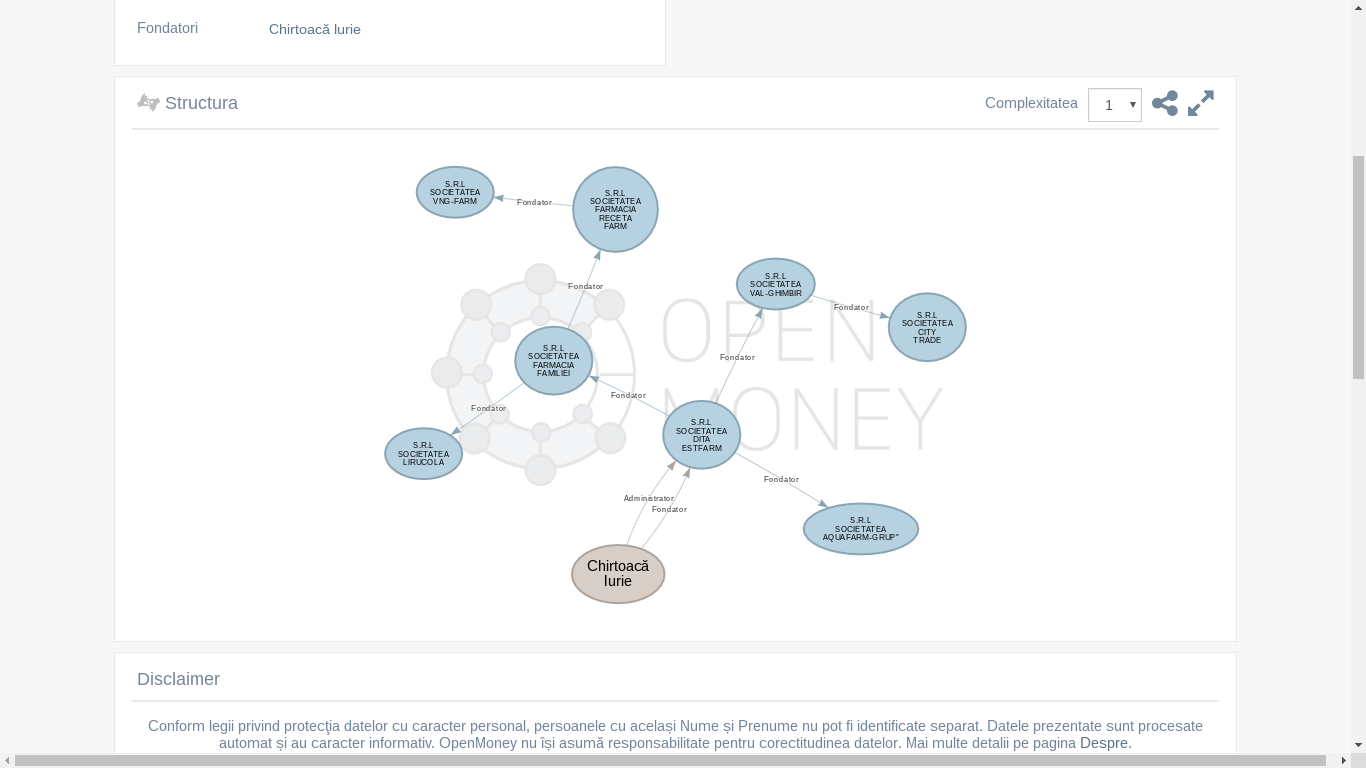 Fondatori
Chirtoacă Iurie
Structura
Complexitatea
1
S.R.L
SOCIETATEA
VNG-FARM
Fondator
S.R.L
SOCIETATEA
FARMACIA
RECETA
FARM
Fondator
S.R.L
SOCIETATEA
VAL-GHIMBIR
Fondator
S.R.L
SOCIETATEA
CITY
TRADE
OPEN
MONEY
S.R.L
SOCIETATEA
FARMACIA
FAMILIEI
Fondator
Fondator
Fondator
S.R.L
SOCIETATEA
DITA
ESTFARM
S.R.L
SOCIETATEA
LIRUCOLA
Fondator
Administrator
Fondator
S.R.L
SOCIETATEA
AQUAFARM-GRUP"
Chirtoacă
Iurie
Disclaimer
Conform legii privind protecţia datelor cu caracter personal, persoanele cu același Nume și Prenume nu pot fi identificate separat. Datele prezentate sunt procesate
automat și au caracter informativ. OpenMoney nu își asumă responsabilitate pentru corectitudinea datelor. Mai multe detalii pe pagina Despre.